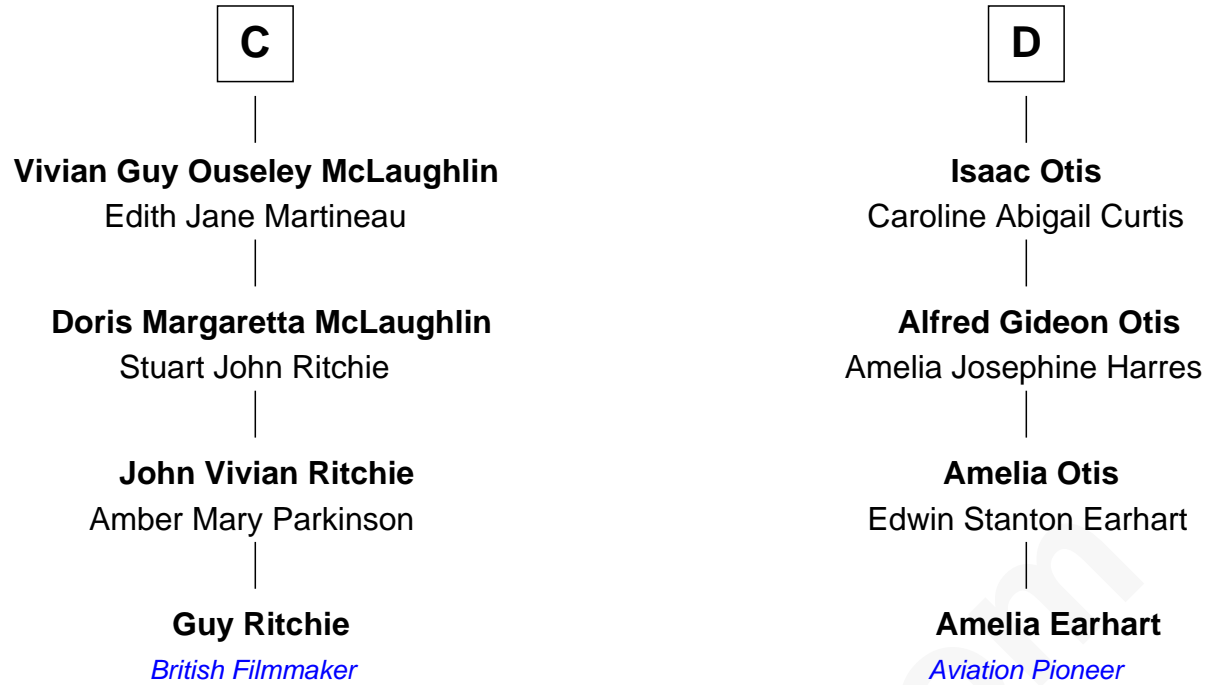 C
Vivian Guy Ouseley McLaughlin
Edith Jane Martineau
Doris Margaretta McLaughlin
Stuart John Ritchie
John Vivian Ritchie
Amber Mary Parkinson
Guy Ritchie
British Filmmaker
D
Isaac Otis
Caroline Abigail Curtis
Alfred Gideon Otis
Amelia Josephine Harres
Amelia Otis
Edwin Stanton Earhart
Amelia Earhart
Aviation Pioneer